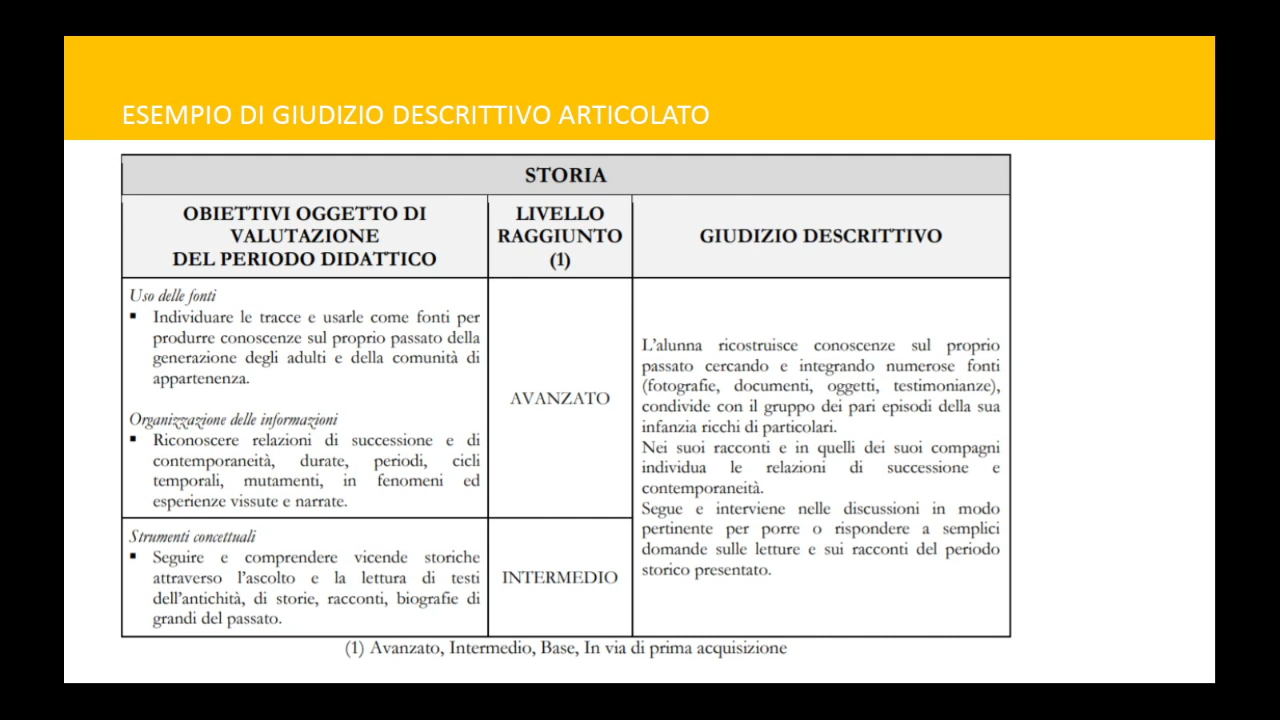 ESEMPIO DI GIUDIZIO DESCRITTIVO ARTICOLATO
STORIA
OBIETTIVI OGGETTO DI
VALUTAZIONE
DEL PERIODO DIDATTICO
LIVELLO
RAGGIUNTO
(1)
GIUDIZIO DESCRITTIVO
Uso delle fonti
▪ Individuare le tracce e usarle come fonti per
produrre conoscenze sul proprio passato della
generazione degli adulti e della comunità di
appartenenza.
Organizzazione delle informazioni
▪ Riconoscere relazioni di successione e di
contemporaneità, durate, periodi, cicli
temporali, mutamenti, in fenomeni ed
esperienze vissute e narrate.
AVANZATO
Strumenti concettuali
▪ Seguire e comprendere vicende storiche
attraverso l'ascolto e la lettura di testi
dell'antichità, di storie, racconti, biografie di
grandi del passato.
INTERMEDIO
L'alunna ricostruisce conoscenze sul proprio
passato cercando e integrando numerose fonti
(fotografie, documenti, oggetti, testimonianze),
condivide con il gruppo dei pari episodi della sua
infanzia ricchi di particolari.
Nei suoi racconti e in quelli dei suoi compagni
individua le relazioni di successione e
contemporaneità.
Segue e interviene nelle discussioni in modo
pertinente per porre o rispondere a semplici
domande sulle letture e sui racconti del periodo
storico presentato.
(1) Avanzato, Intermedio, Base, In via di prima acquisizione